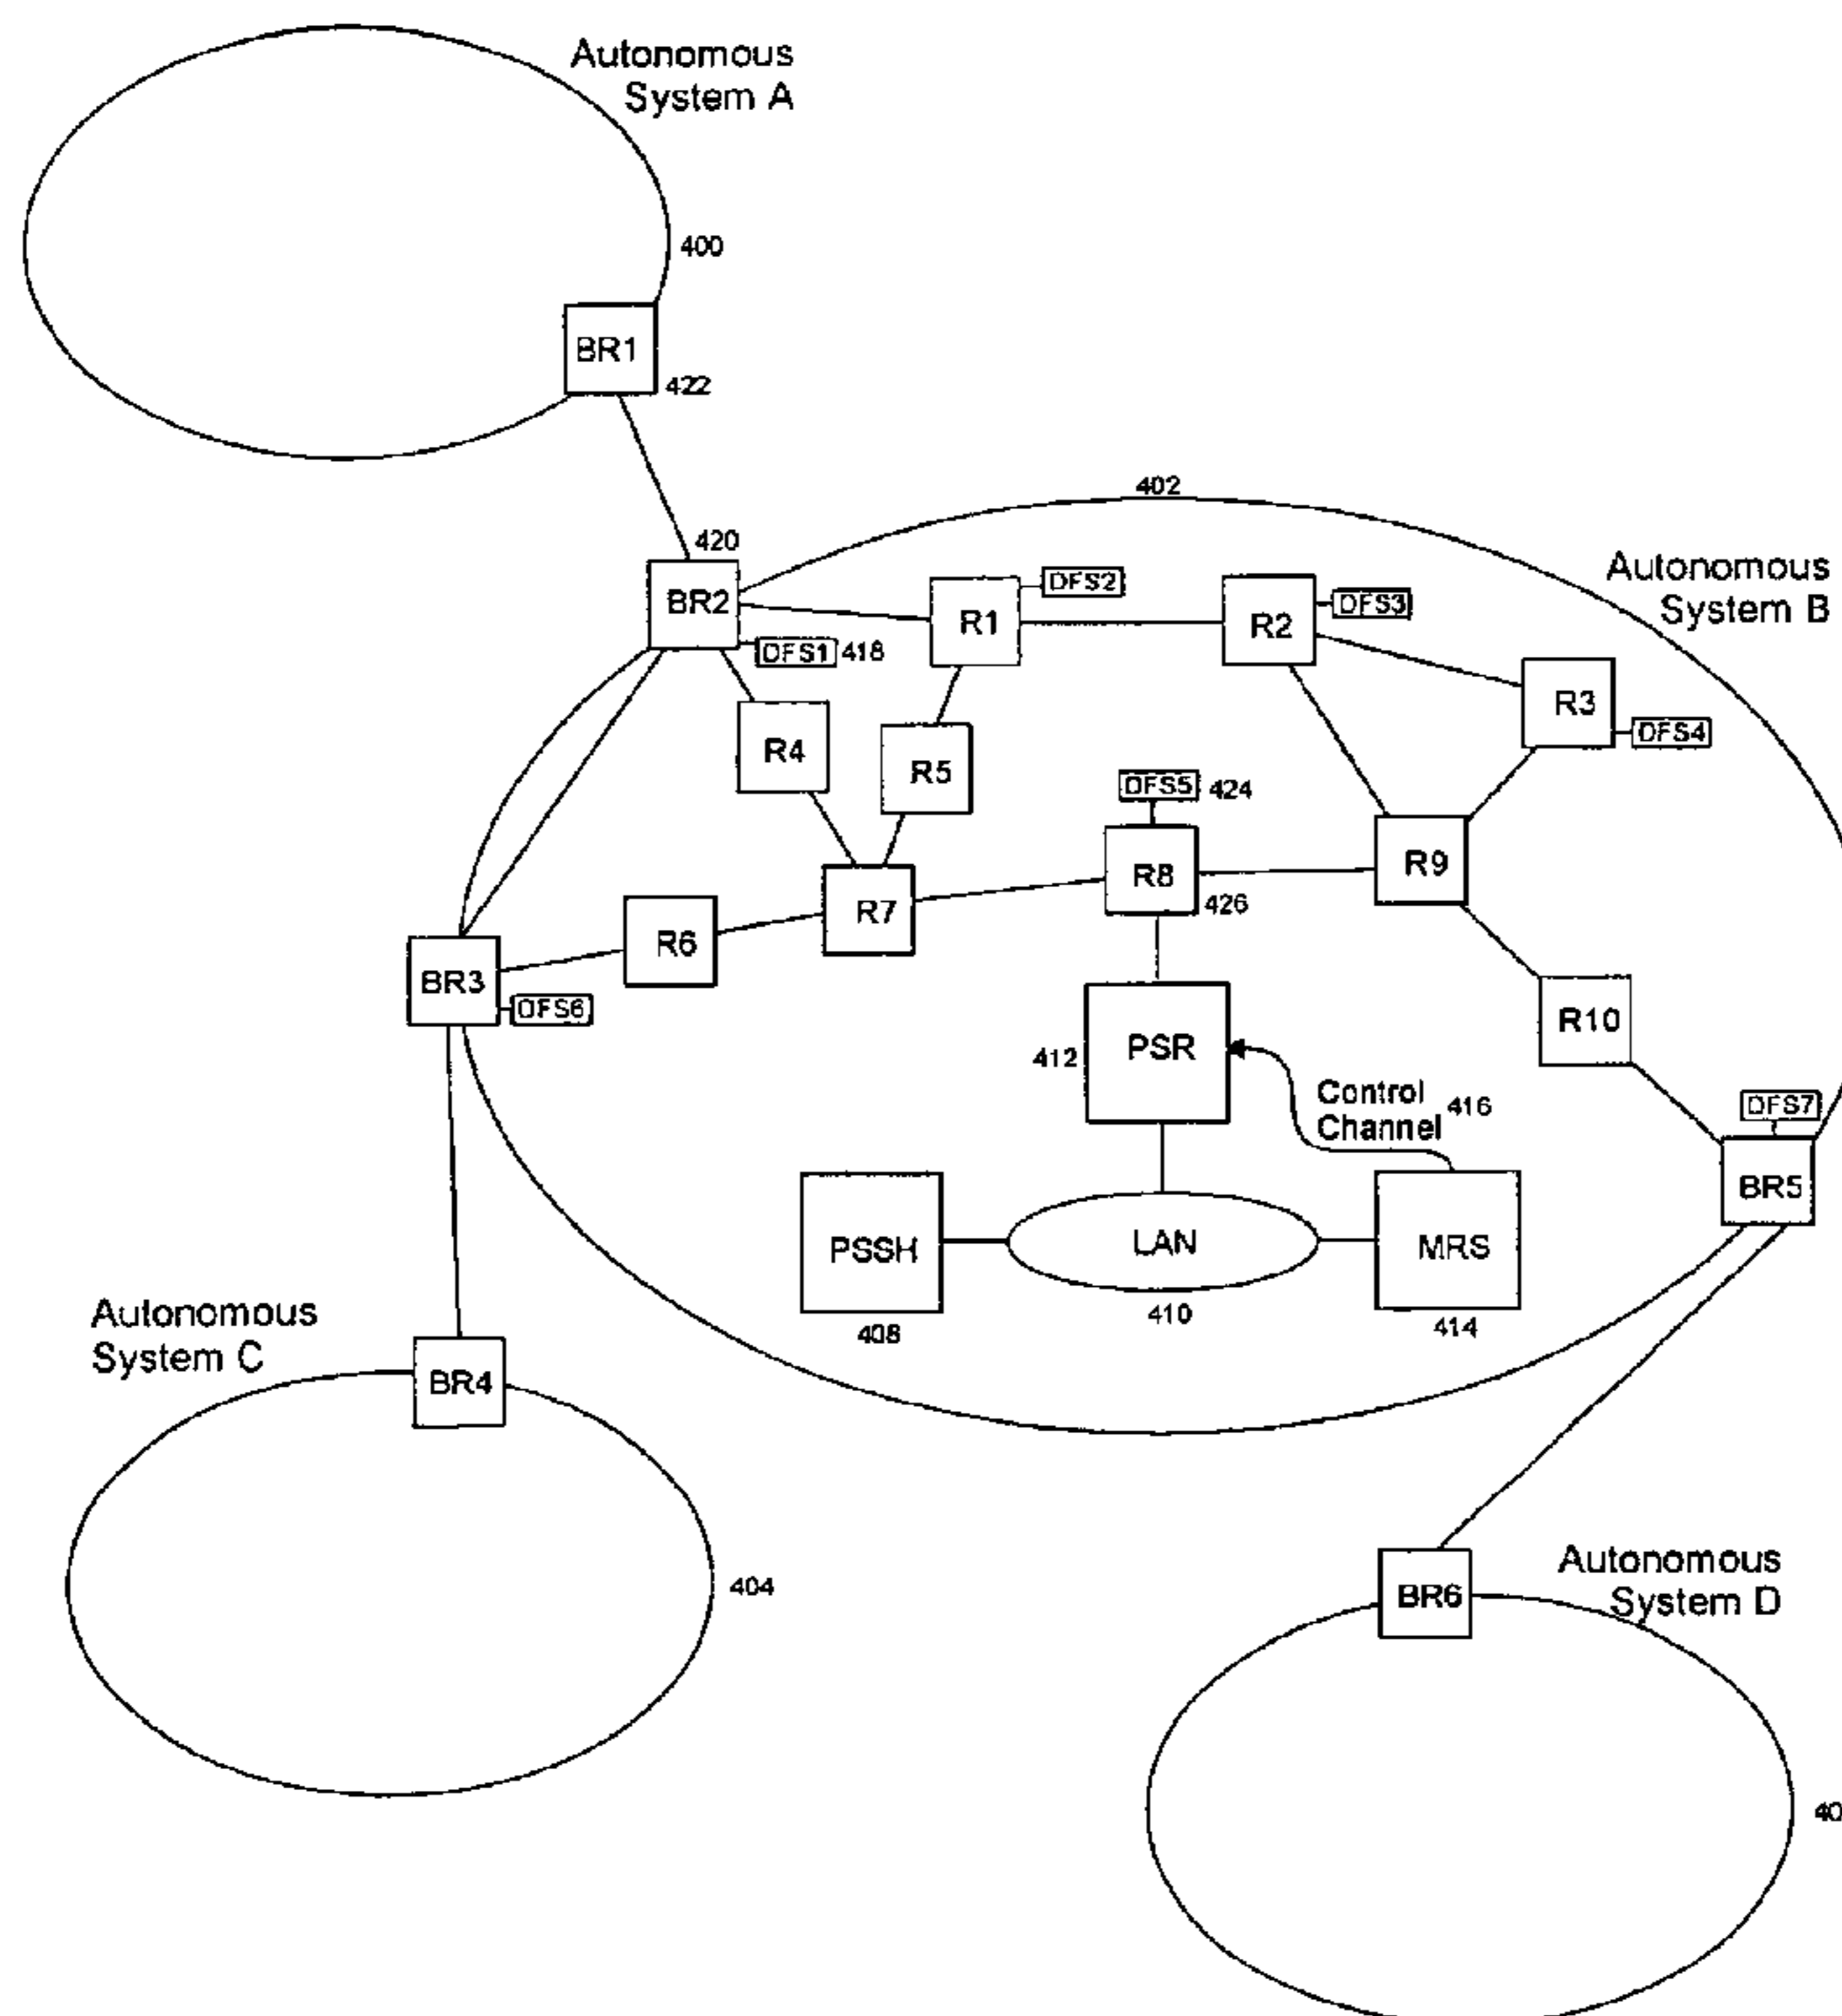 Autonomous
System A
400
BR1
422
402
420
Autonomous
System B
BR2
R1
DFS2
R2
DFS3
DFS1 418
R3
DFS4
R4
R5
DFS5 424
R8
426
R9
R7
R6
BR3
DFS6
R10
412
PSR
Control
Channel 416
DFS7
BR5
PSSH
LAN
MRS
408
410
414
Autonomous
System C
BR4
404
Autonomous
System D
BR6